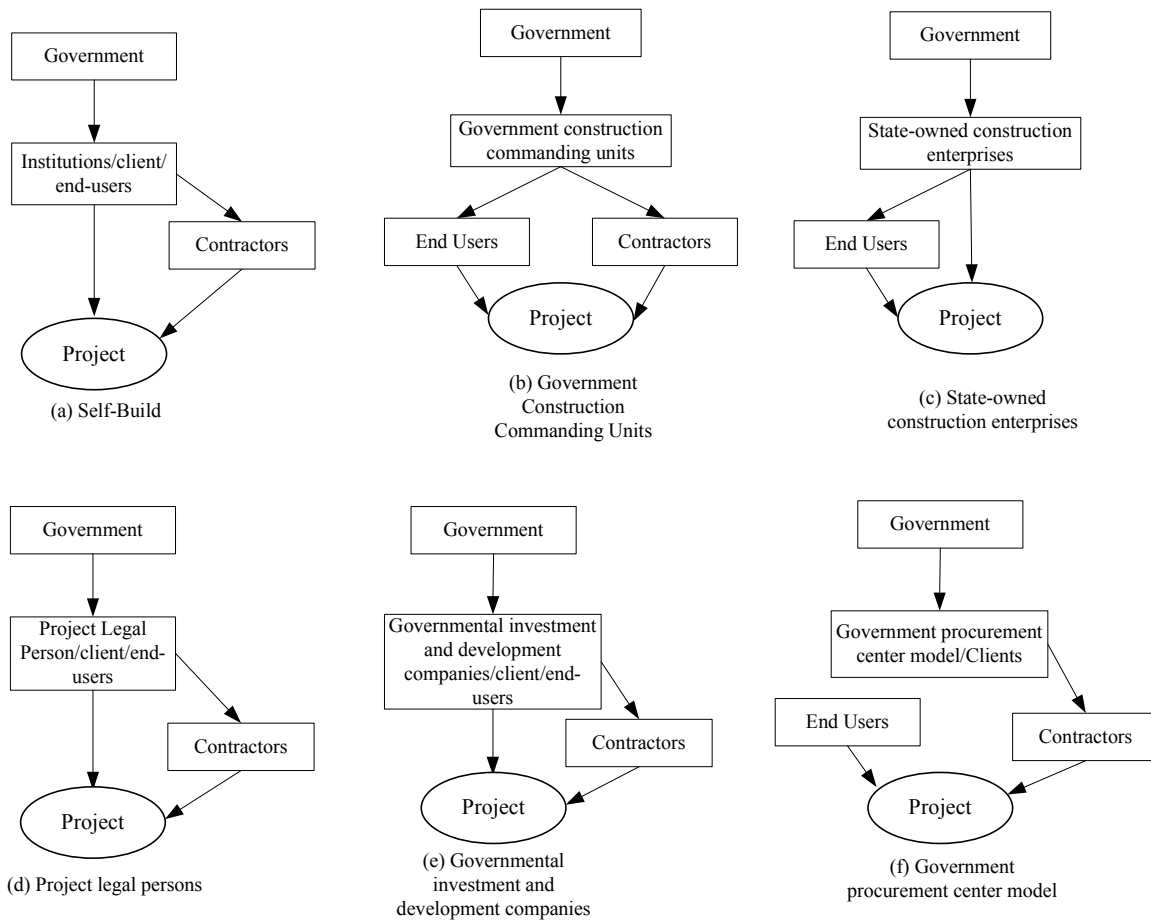 Government
Institutions/client/
end-users
Contractors
Project
(a) Self-Build
Government
Government construction
commanding units
End Users
Contractors
Project
(b) Government
Construction
Commanding Units
Government
State-owned construction
enterprises
End Users
Project
(c) State-owned
construction enterprises
Government
Project Legal
Person/client/end-
users
Contractors
Project
(d) Project legal persons
Government
Governmental investment
and development
companies/client/end-
users
Contractors
Project
(e) Governmental
investment and
development companies
Government
Government procurement
center model/Clients
End Users
Contractors
Project
(f) Government
procurement center model